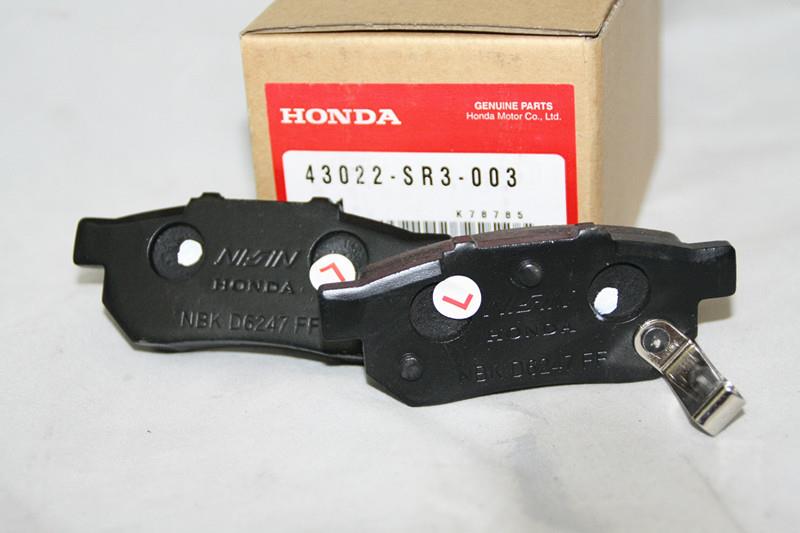 HONDA
GENUINE PARTS
Honda Motor Co., Ltd.
43022-SR3-003
K78785
NISSIN
HONDA
NBK D6247 FF
L
L
NISSIN
HONDA
NBK D6247 FF